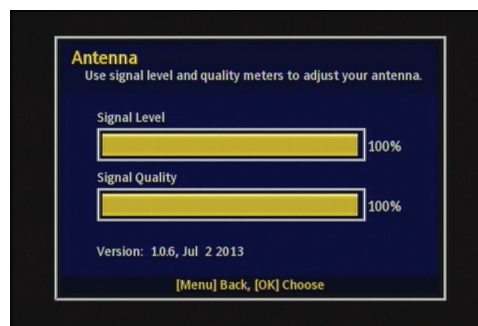 Antenna
Use signal level and quality meters to adjust your antenna.
Signal Level
100%
Signal Quality
100%
Version: 1.0.6, Jul 2 2013
[Menu] Back, [OK] Choose